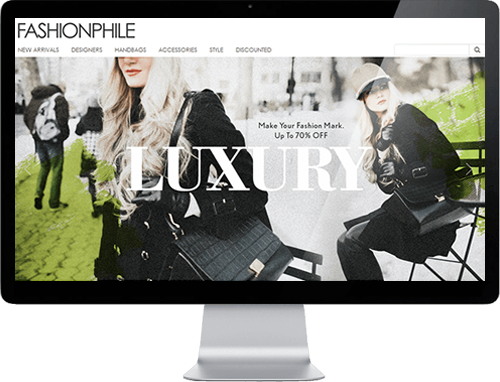 FASHIONPHILE
NEW ARRIVALS DESIGNERS HANDBAGS ACCESSORIES STYLE DISCOUNTED
Make Your Fashion Mark.
Up To 70% OFF
LUXURY